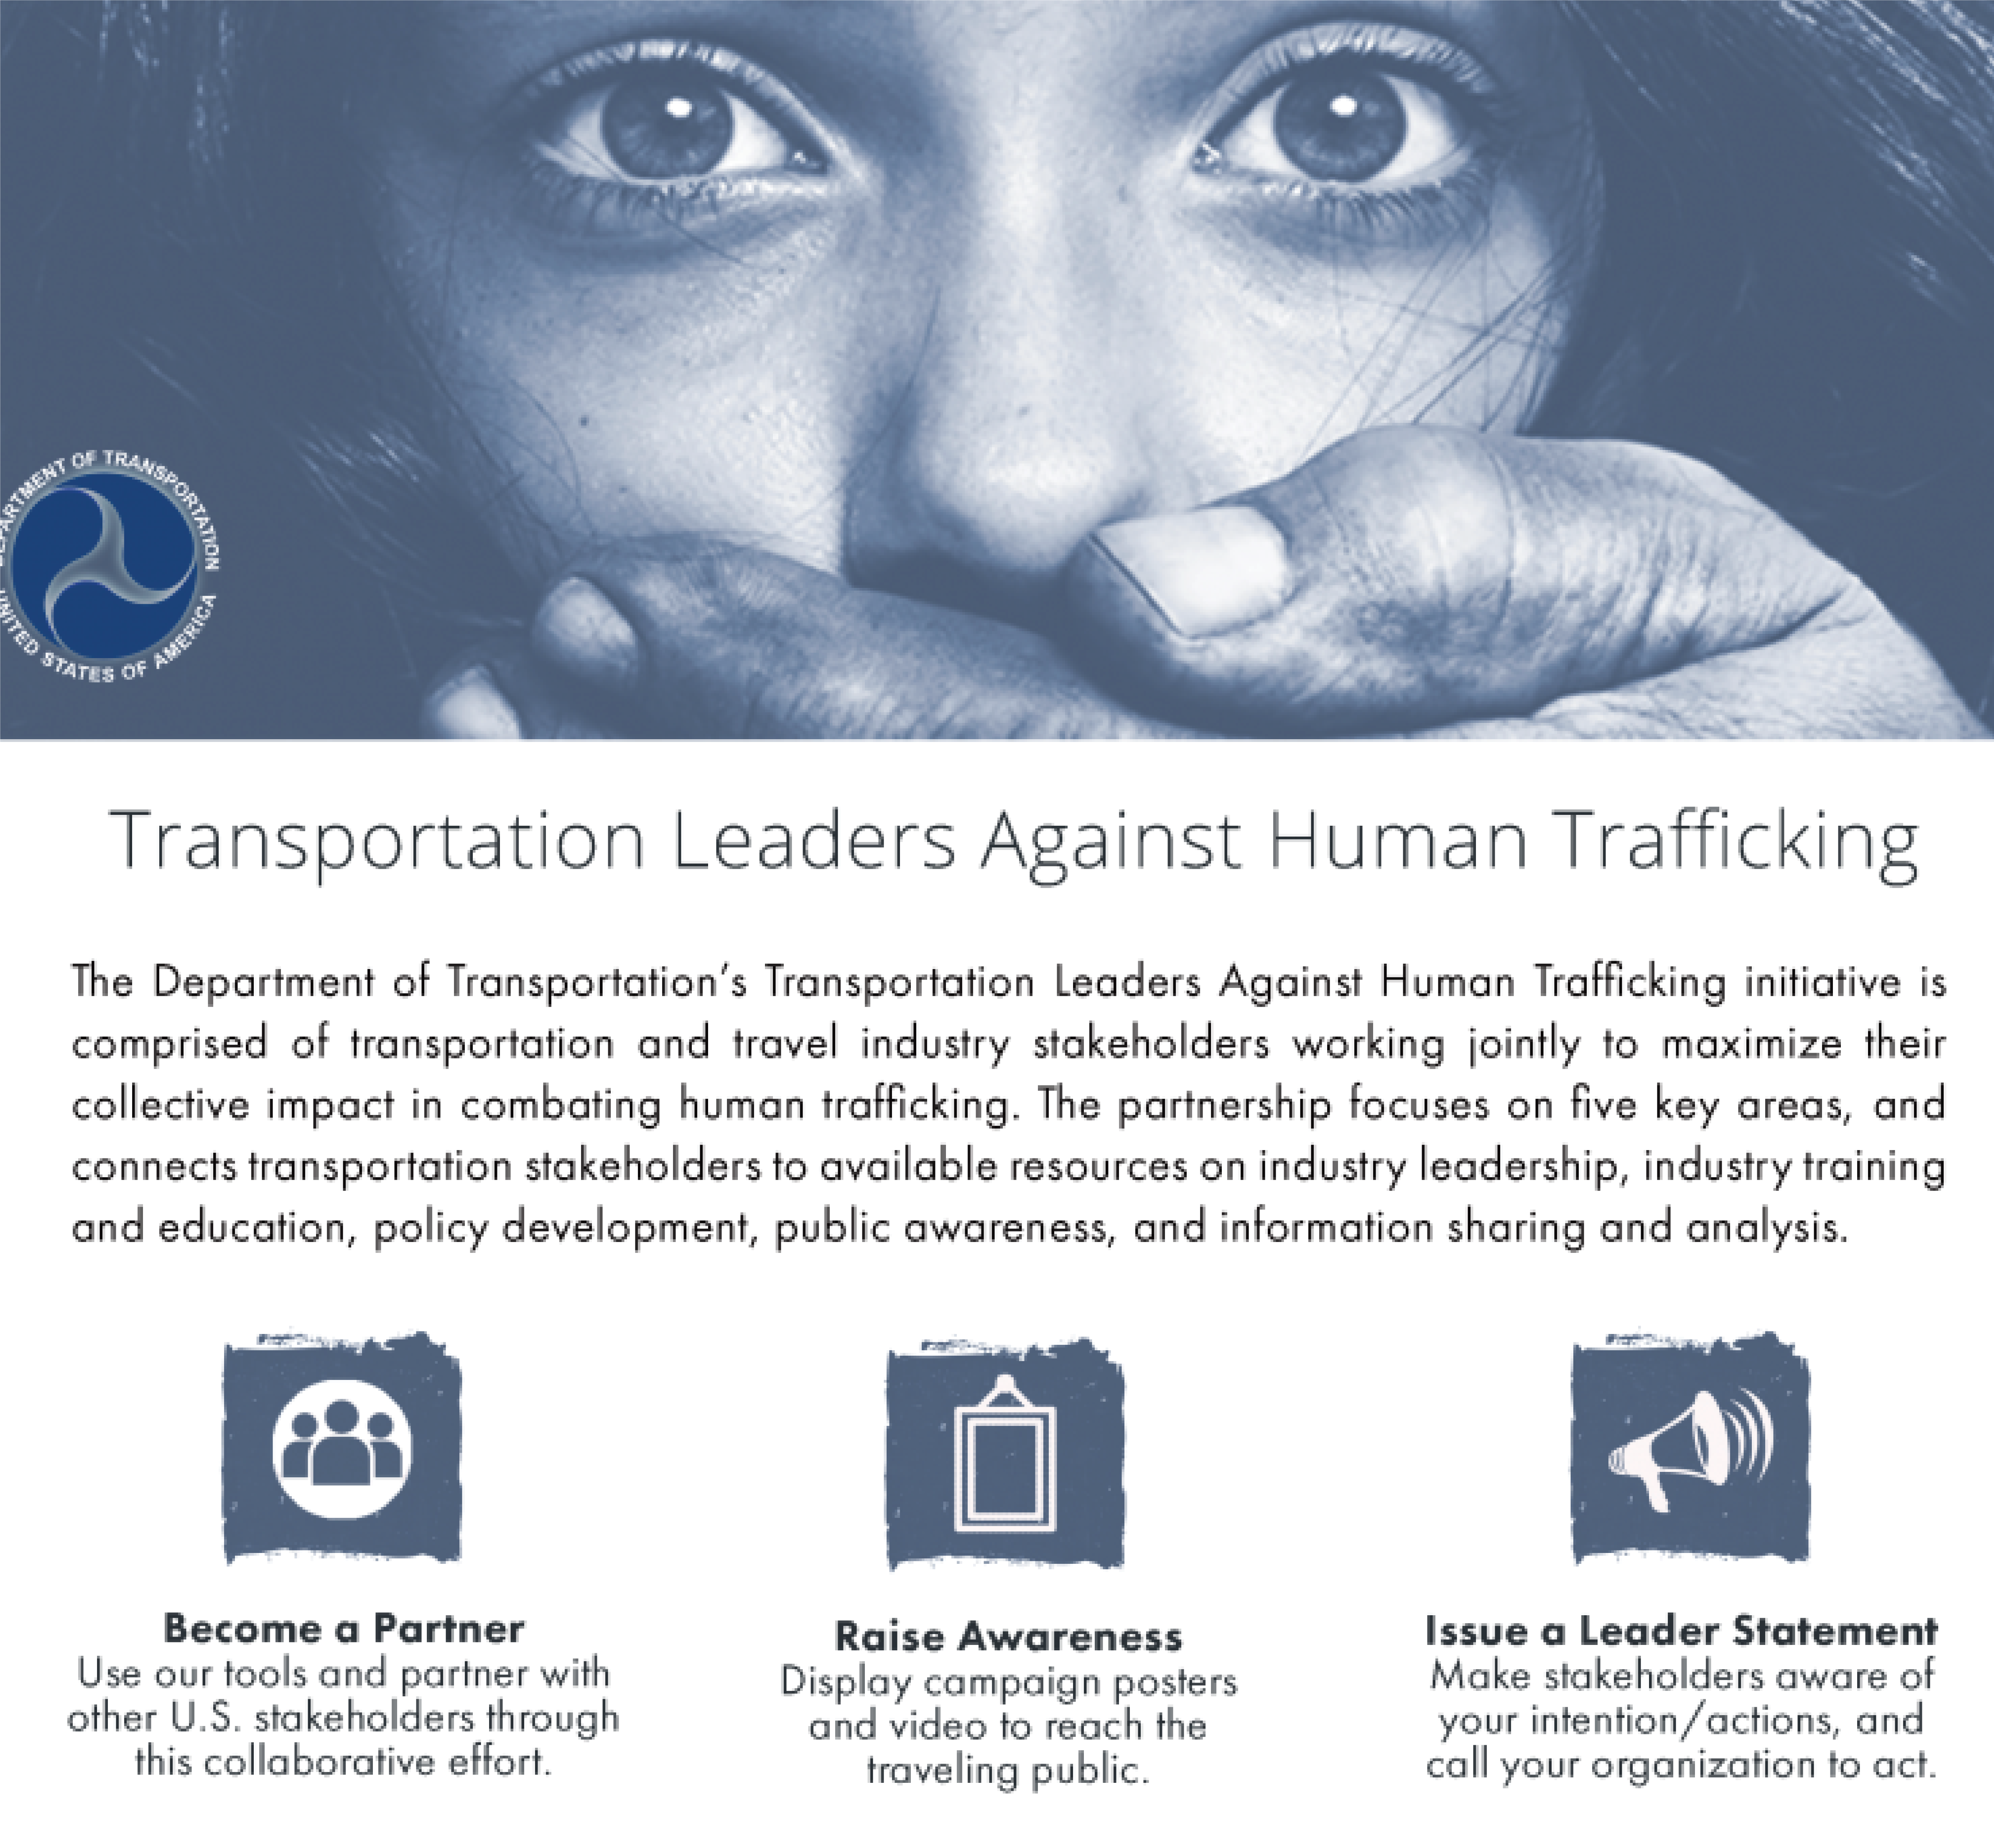 DEPARTMENT OF TRANSPORTATION
UNITED STATES OF AMERICA
Transportation Leaders Against Human Trafficking
The Department of Transportation’s Transportation Leaders Against Human Trafficking initiative is
comprised of transportation and travel industry stakeholders working jointly to maximize their
collective impact in combating human trafficking. The partnership focuses on five key areas, and
connects transportation stakeholders to available resources on industry leadership, industry training
and education, policy development, public awareness, and information sharing and analysis.
Become a Partner
Use our tools and partner with
other U.S. stakeholders through
this collaborative effort.
Raise Awareness
Display campaign posters
and video to reach the
traveling public.
Issue a Leader Statement
Make stakeholders aware of
your intention/actions, and
call your organization to act.